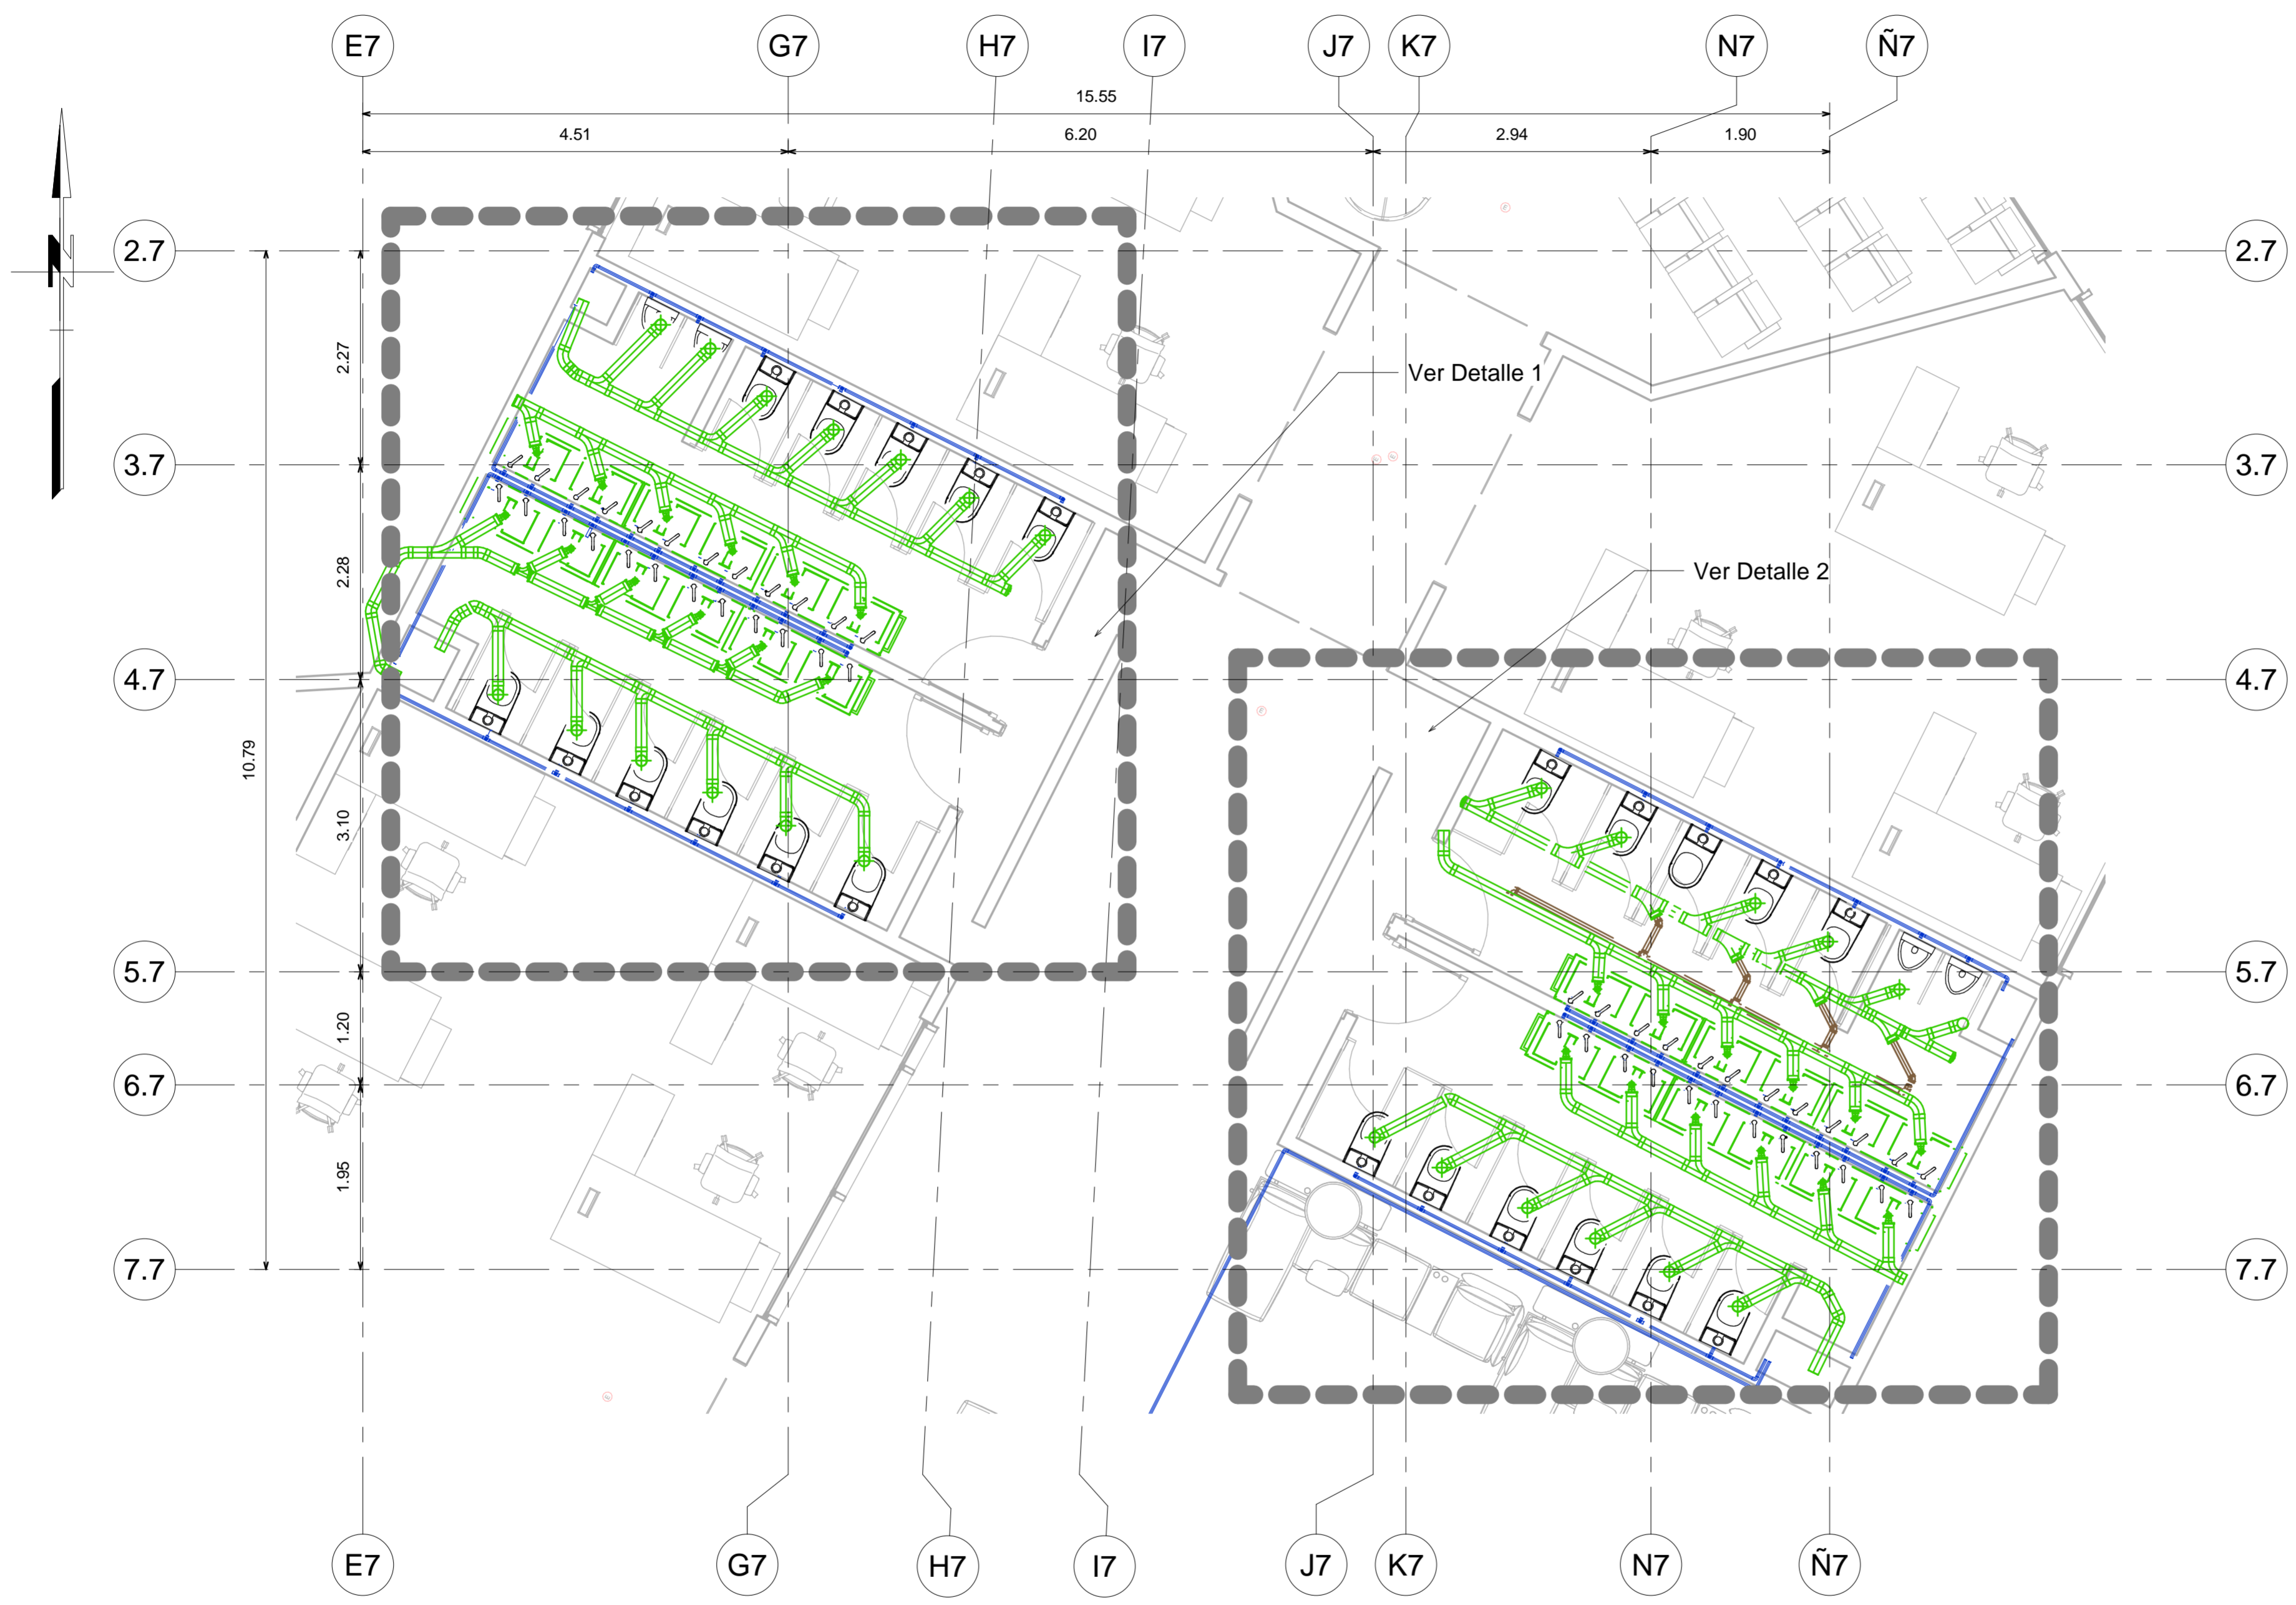 E7 G7 H7 I7 J7 K7 N7 Ñ7
15.55
4.51 6.20 2.94 1.90
N
2.7 2.7
2.27
Ver Detalle 1
3.7 3.7
2.28
Ver Detalle 2
4.7 4.7
10.79
3.10
5.7 5.7
1.20
6.7 6.7
1.95
7.7 7.7
E7 G7 H7 I7 J7 K7 N7 Ñ7